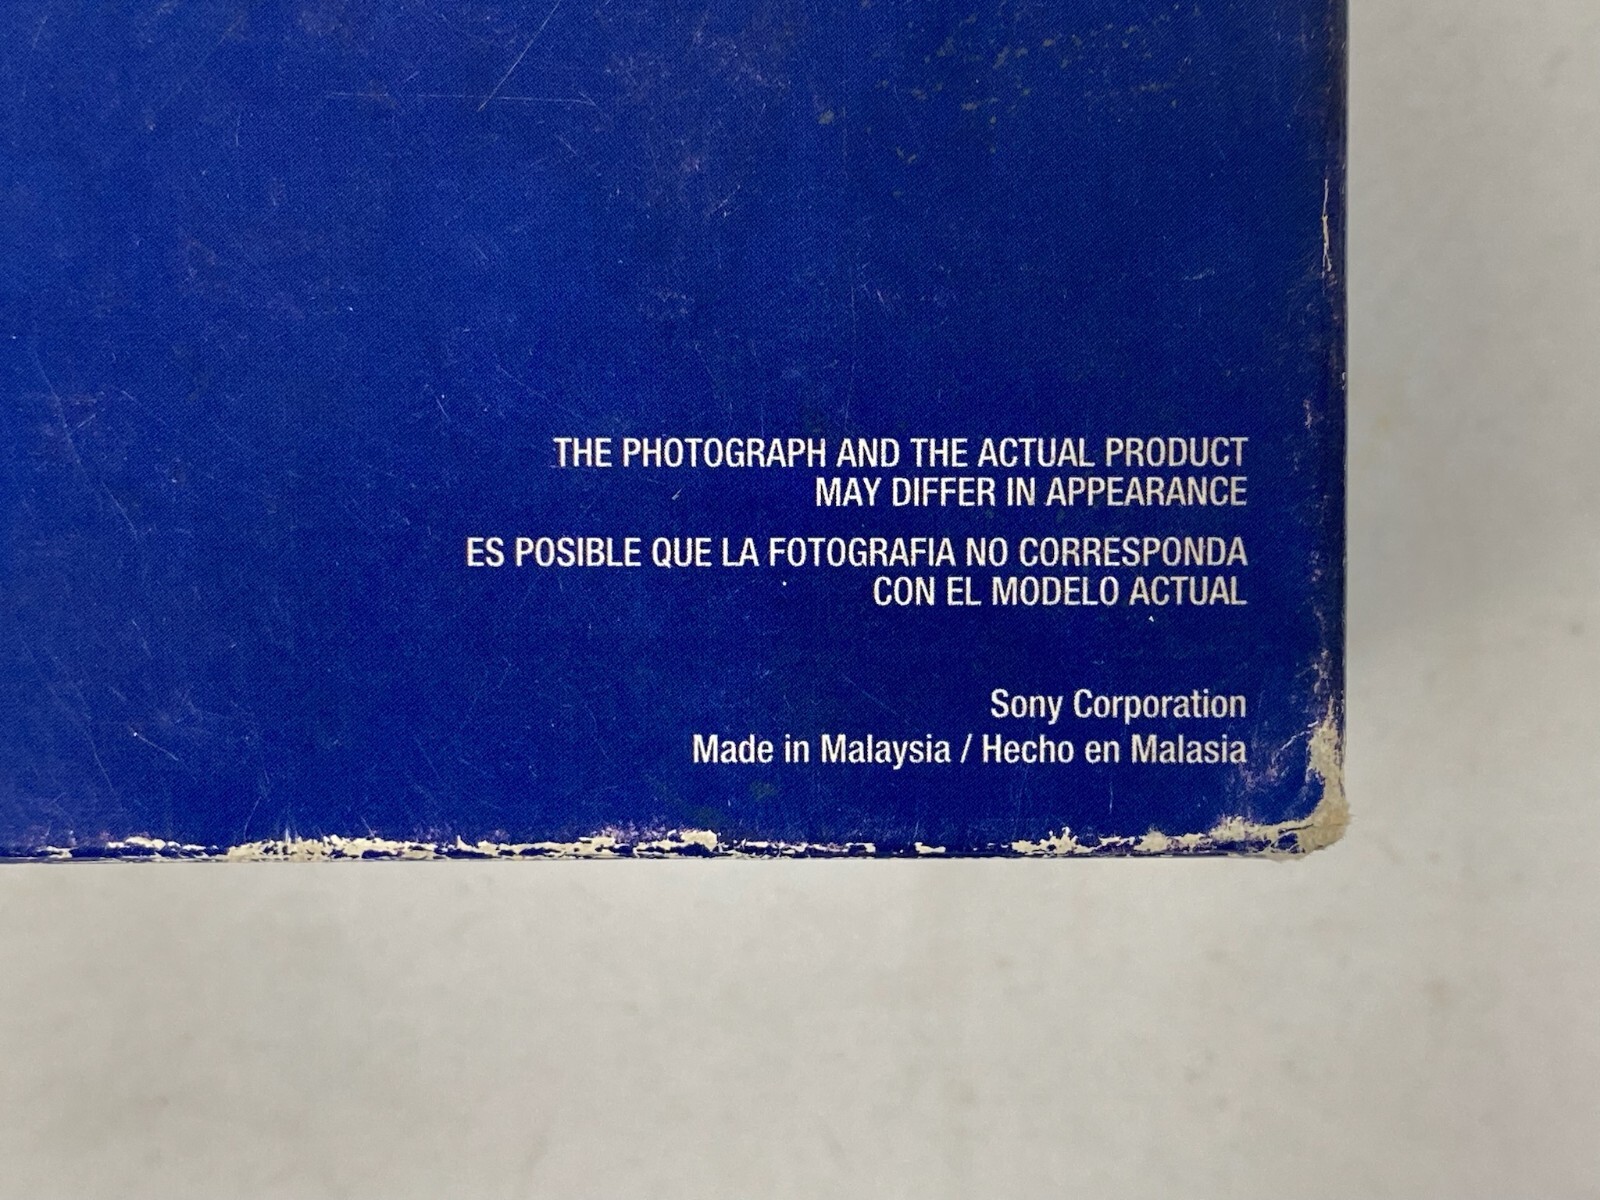 THE PHOTOGRAPH AND THE ACTUAL PRODUCT
MAY DIFFER IN APPEARANCE
ES POSIBLE QUE LA FOTOGRAFIA NO CORRESPONDA
CON EL MODELO ACTUAL
Sony Corporation
Made in Malaysia / Hecho en Malasia